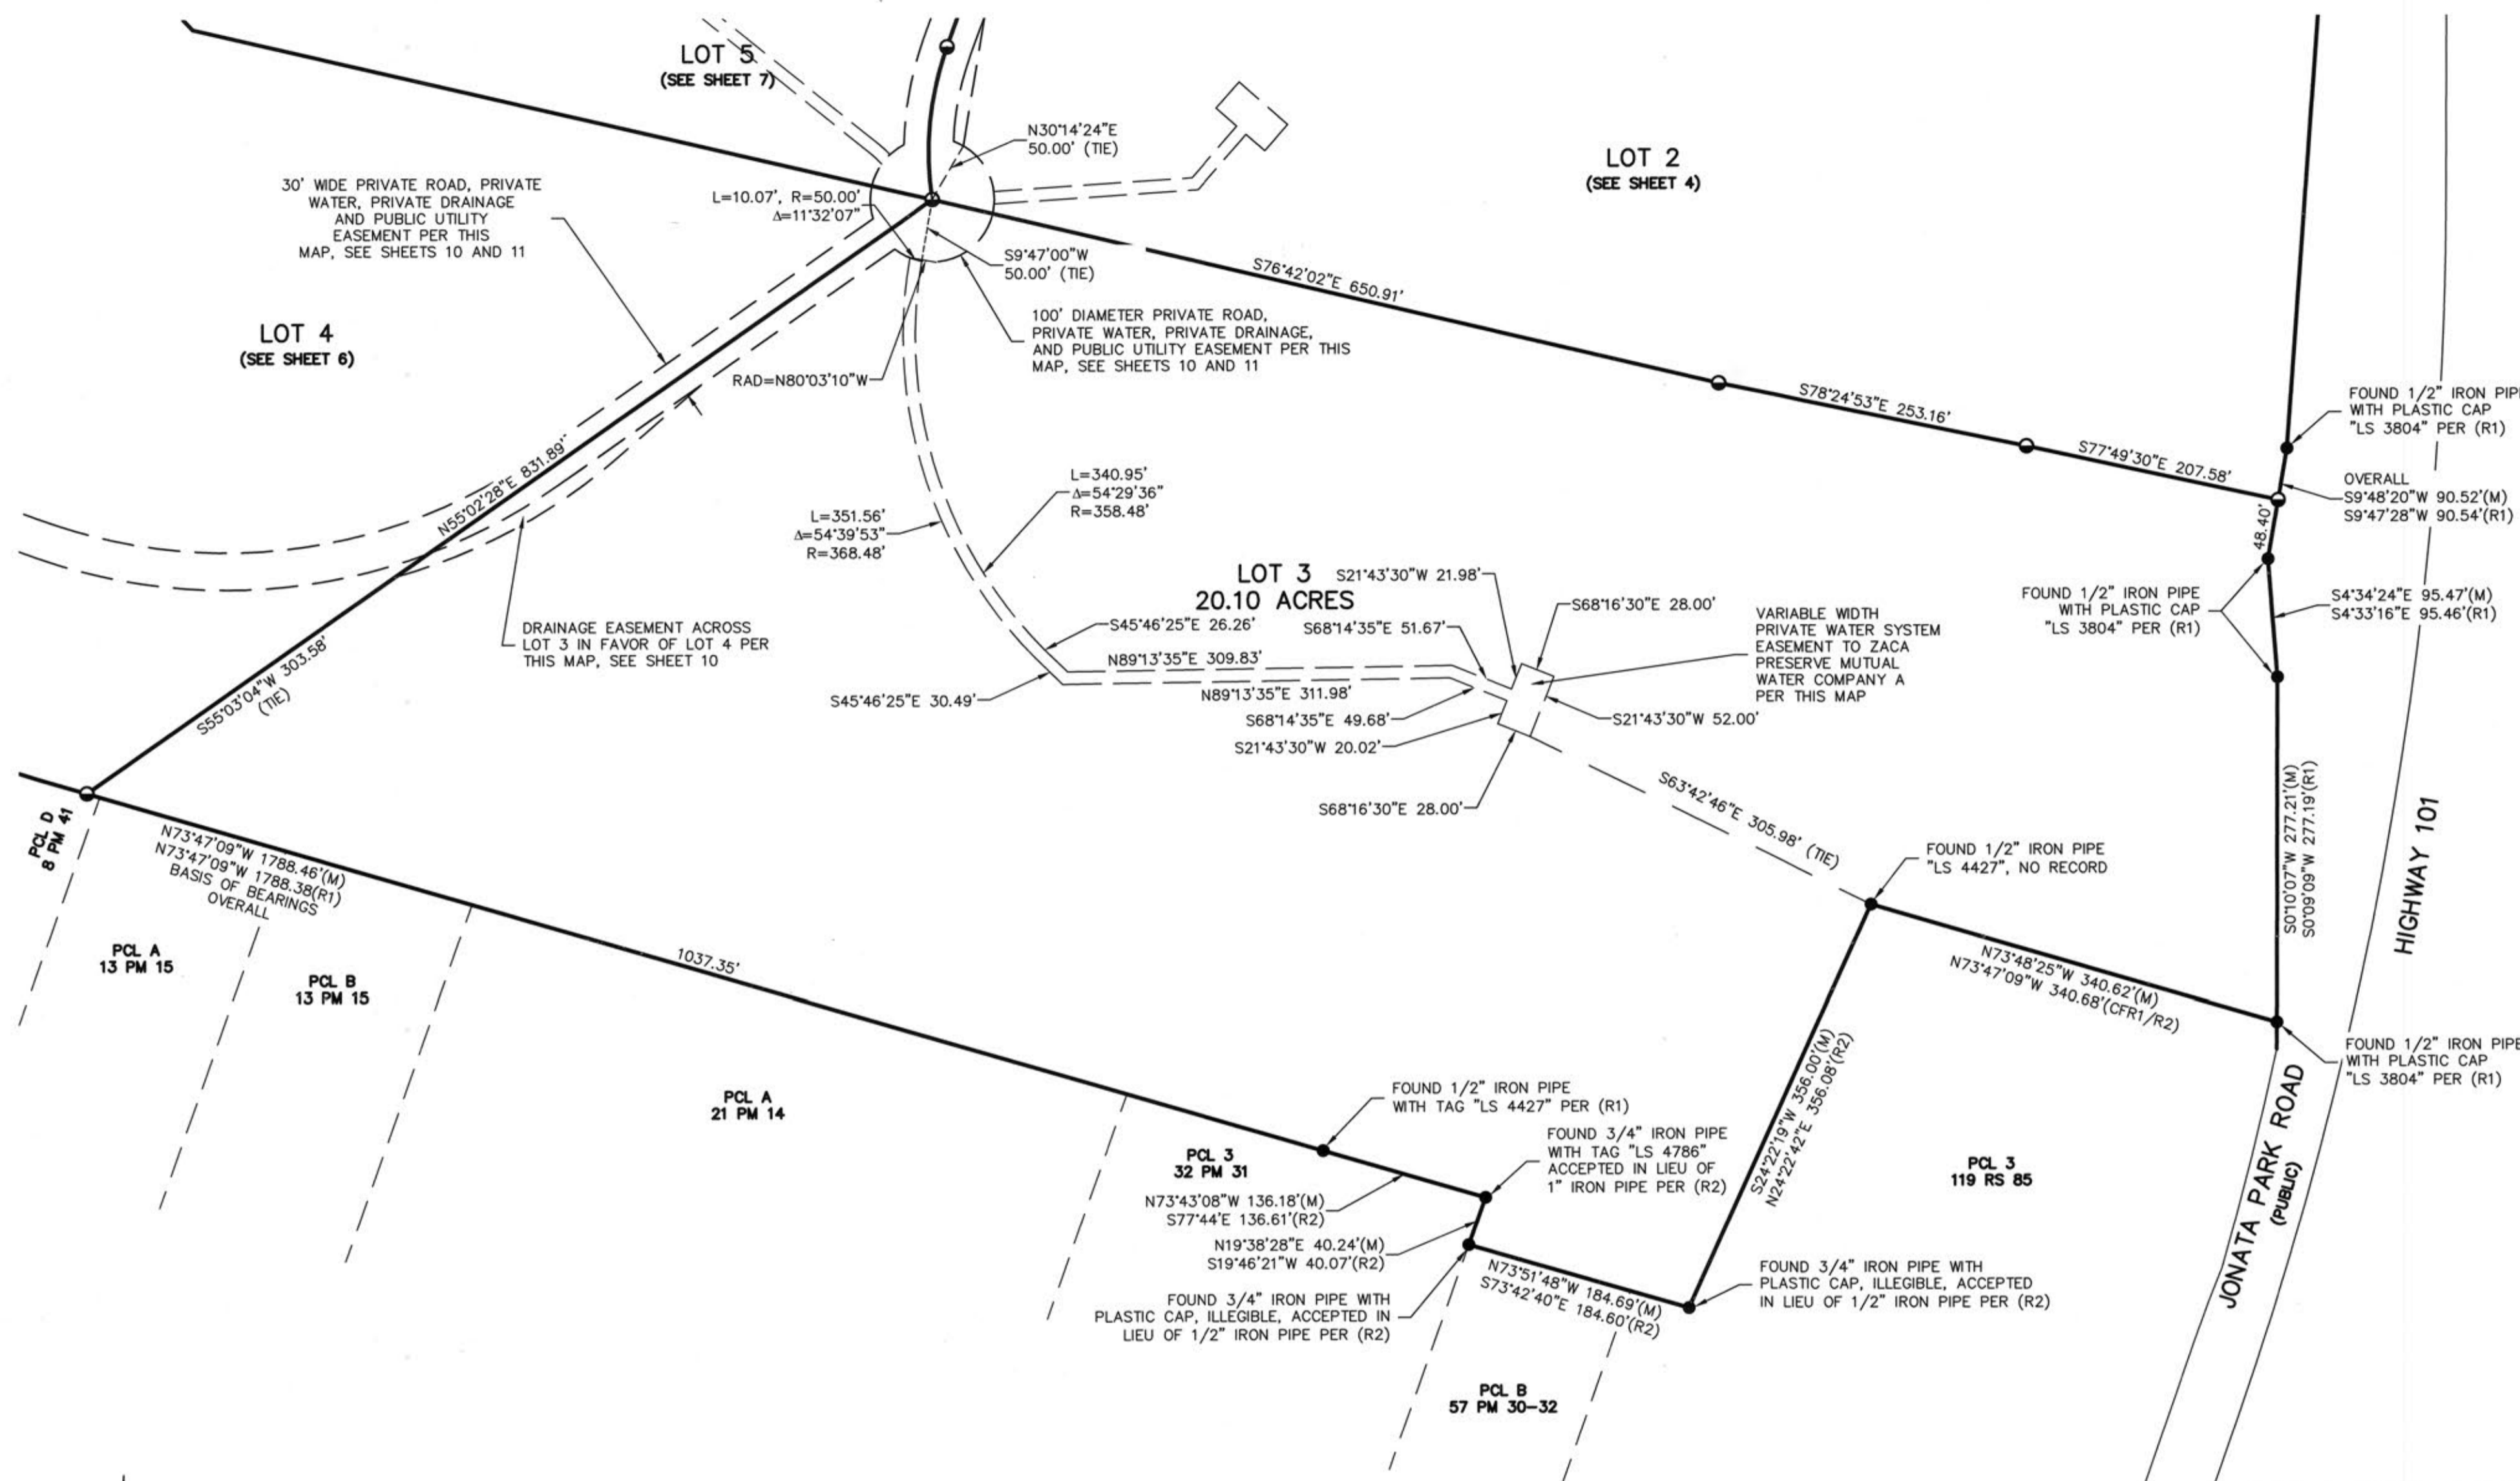 LOT 5
(SEE SHEET 7)
N30°14'24"E
50.00' (TIE)
LOT 2
(SEE SHEET 4)
30' WIDE PRIVATE ROAD, PRIVATE
WATER, PRIVATE DRAINAGE
AND PUBLIC UTILITY
EASEMENT PER THIS
MAP, SEE SHEETS 10 AND 11
L=10.07', R=50.00'
Δ=11°32'07"
S9°47'00"W
50.00' (TIE)
S76°42'02"E 650.91'
100' DIAMETER PRIVATE ROAD,
PRIVATE WATER, PRIVATE DRAINAGE,
AND PUBLIC UTILITY EASEMENT PER THIS
MAP, SEE SHEETS 10 AND 11
LOT 4
(SEE SHEET 6)
RAD=N80°03'10"W
S78°24'53"E 253.16'
FOUND 1/2" IRON PIPE
WITH PLASTIC CAP
"LS 3804" PER (R1)
S77°49'30"E 207.58'
OVERALL
S9°48'20"W 90.52'(M)
S9°47'28"W 90.54'(R1)
48.40'
N55°02'28"E 831.89'
L=340.95'
Δ=54°29'36"
R=358.48'
L=351.56'
Δ=54°39'53"
R=368.48'
LOT 3
20.10 ACRES
S21°43'30"W 21.98'
S68°16'30"E 28.00'
FOUND 1/2" IRON PIPE
WITH PLASTIC CAP
"LS 3804" PER (R1)
S4°34'24"E 95.47'(M)
S4°33'16"E 95.46'(R1)
DRAINAGE EASEMENT ACROSS
LOT 3 IN FAVOR OF LOT 4 PER
THIS MAP, SEE SHEET 10
S45°46'25"E 26.26'
S68°14'35"E 51.67'
VARIABLE WIDTH
PRIVATE WATER SYSTEM
EASEMENT TO ZACA
PRESERVE MUTUAL
WATER COMPANY A
PER THIS MAP
N89°13'35"E 309.83'
N89°13'35"E 311.98'
S45°46'25"E 30.49'
S68°14'35"E 49.68'
S21°43'30"W 52.00'
S21°43'30"W 20.02'
S68°16'30"E 28.00'
S55°03'04"W 303.58'
(TIE)
S63°42'46"E 305.98' (TIE)
S0°10'07"W 277.21'(M)
S0°09'09"W 277.19'(R1)
HIGHWAY 101
PCL D
8 PM 41
N73°47'09"W 1788.46'(M)
N73°47'09"W 1788.38(R1)
BASIS OF BEARINGS
OVERALL
FOUND 1/2" IRON PIPE
"LS 4427", NO RECORD
PCL A
13 PM 15
PCL B
13 PM 15
1037.35'
N73°48'25"W 340.62'(M)
N73°47'09"W 340.68'(CFR1/R2)
FOUND 1/2" IRON PIPE
WITH PLASTIC CAP
"LS 3804" PER (R1)
PCL A
21 PM 14
FOUND 1/2" IRON PIPE
WITH TAG "LS 4427" PER (R1)
S24°22'19"W 356.00'(M)
N24°22'42"E 356.08'(R2)
FOUND 3/4" IRON PIPE
WITH TAG "LS 4786"
ACCEPTED IN LIEU OF
1" IRON PIPE PER (R2)
PCL 3
32 PM 31
PCL 3
119 RS 85
JONATA PARK ROAD
(PUBLIC)
N73°43'08"W 136.18'(M)
S77°44'E 136.61'(R2)
N19°38'28"E 40.24'(M)
S19°46'21"W 40.07'(R2)
N73°51'48"W 184.69'(M)
S73°42'40"E 184.60'(R2)
FOUND 3/4" IRON PIPE WITH
PLASTIC CAP, ILLEGIBLE, ACCEPTED
IN LIEU OF 1/2" IRON PIPE PER (R2)
FOUND 3/4" IRON PIPE WITH
PLASTIC CAP, ILLEGIBLE, ACCEPTED IN
LIEU OF 1/2" IRON PIPE PER (R2)
PCL B
57 PM 30-32